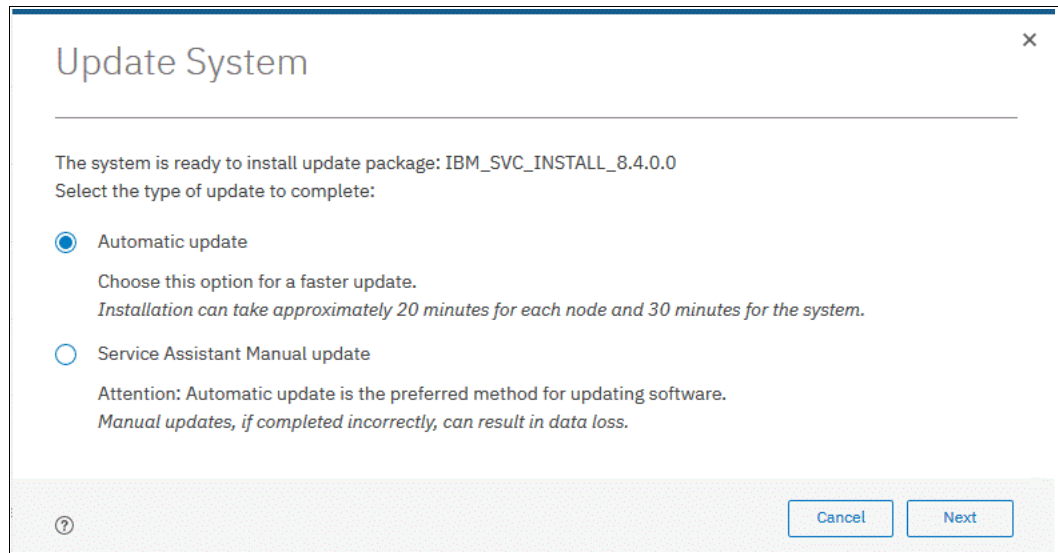 Update System
The system is ready to install update package: IBM_SVC_INSTALL_8.4.0.0
Select the type of update to complete:
Automatic update
Choose this option for a faster update.
Installation can take approximately 20 minutes for each node and 30 minutes for the system.
Service Assistant Manual update
Attention: Automatic update is the preferred method for updating software.
Manual updates, if completed incorrectly, can result in data loss.
Cancel Next